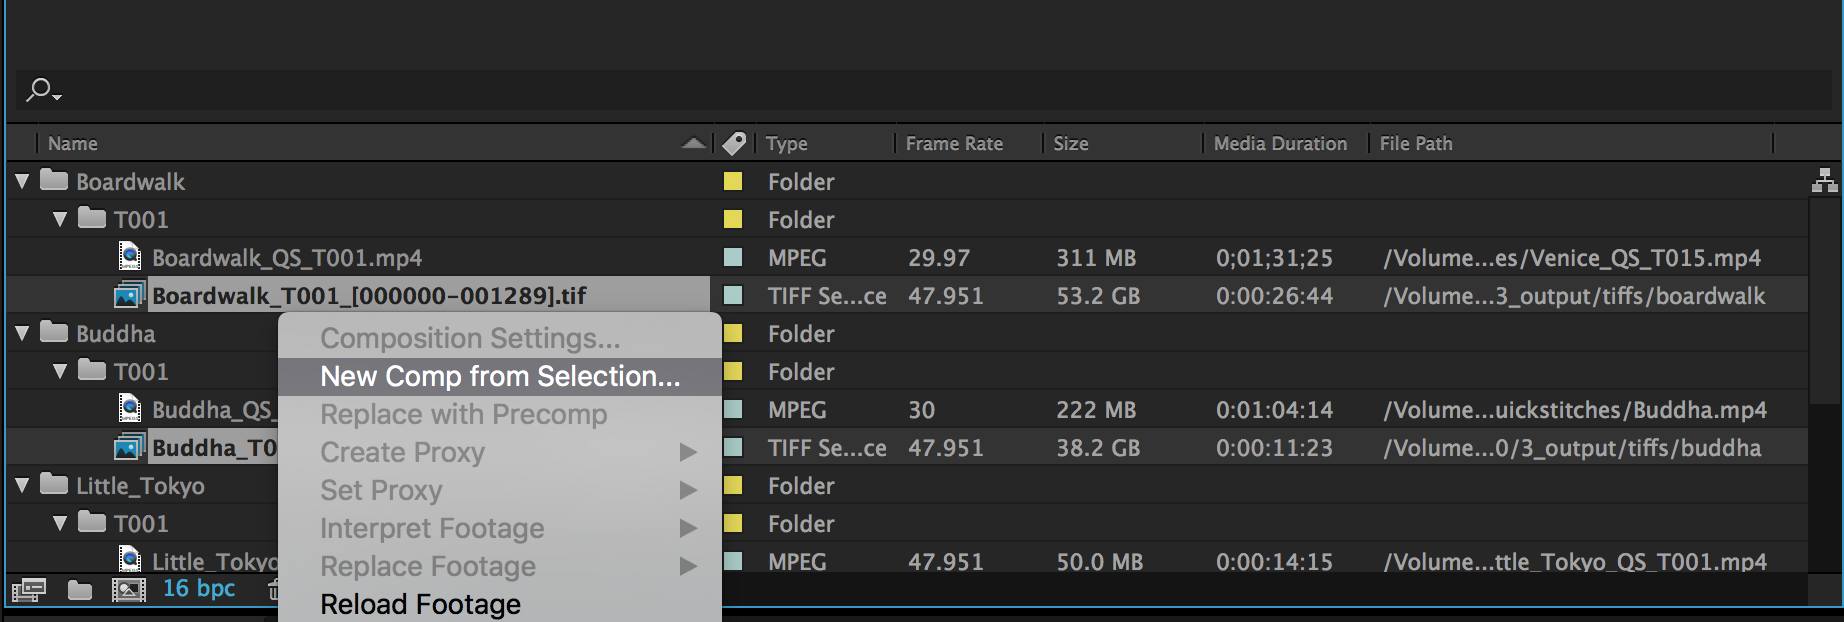 Name Type Frame Rate Size Media Duration File Path
Boardwalk Folder
T001 Folder
Boardwalk_QS_T001.mp4 MPEG 29.97 311 MB 0;01;31;25 /Volume...es/Venice_QS_T015.mp4
Boardwalk_T001_[000000-001289].tif TIFF Se...ce 47.951 53.2 GB 0:00:26:44 /Volume...3_output/tiffs/boardwalk
Buddha Folder
T001 Folder
Buddha_QS_ MPEG 30 222 MB 0:01:04:14 /Volume...uickstitches/Buddha.mp4
Buddha_T0 TIFF Se...ce 47.951 38.2 GB 0:00:11:23 /Volume...0/3_output/tiffs/buddha
Little_Tokyo Folder
T001 Folder
Little_Tokyo MPEG 47.951 50.0 MB 0:00:14:15 /Volume...ttle_Tokyo_QS_T001.mp4
16 bpc
Composition Settings...
New Comp from Selection...
Replace with Precomp
Create Proxy
Set Proxy
Interpret Footage
Replace Footage
Reload Footage